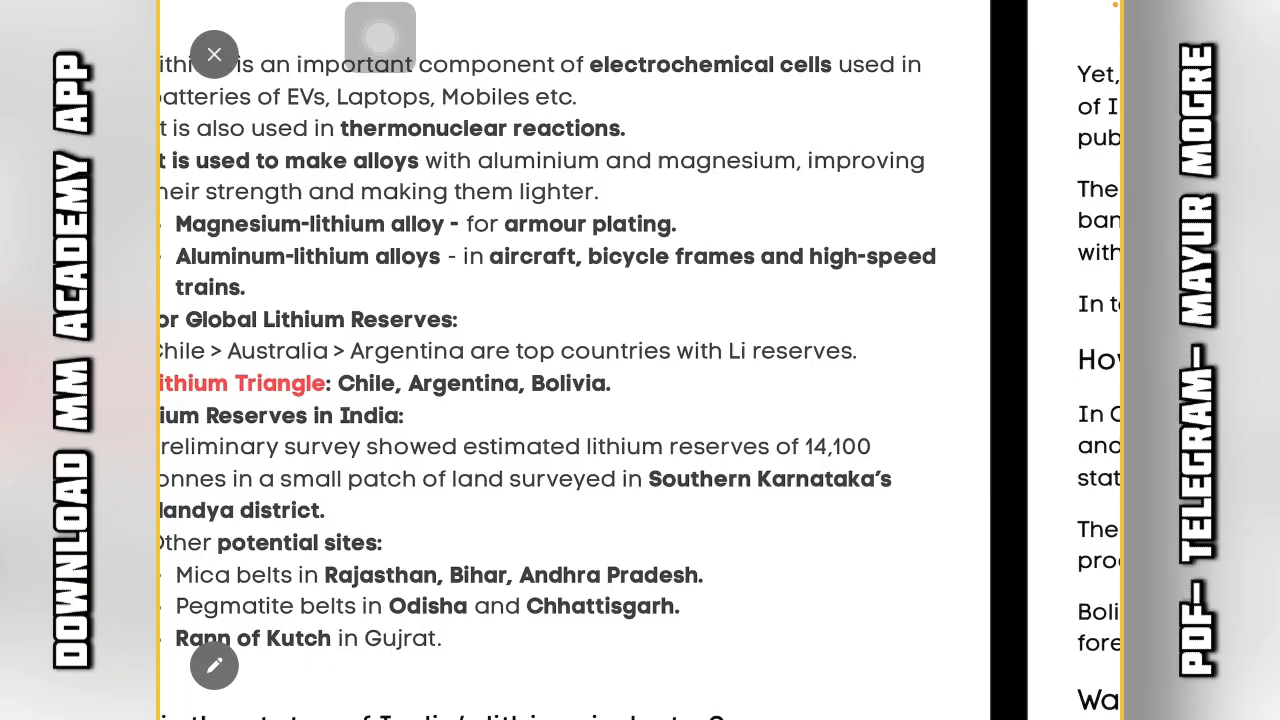 DOWNLOAD MM ACADEMY APP
is an important component of electrochemical cells used in
atteries of EVs, Laptops, Mobiles etc.
t is also used in thermonuclear reactions.
t is used to make alloys with aluminium and magnesium, improving
heir strength and making them lighter.
Magnesium-lithium alloy - for armour plating.
Aluminum-lithium alloys - in aircraft, bicycle frames and high-speed
trains.
or Global Lithium Reserves:
Chile > Australia > Argentina are top countries with Li reserves.
ithium Triangle: Chile, Argentina, Bolivia.
ium Reserves in India:
reliminary survey showed estimated lithium reserves of 14,100
onnes in a small patch of land surveyed in Southern Karnataka’s
andya district.
Other potential sites:
Mica belts in Rajasthan, Bihar, Andhra Pradesh.
Pegmatite belts in Odisha and Chhattisgarh.
Rann of Kutch in Gujrat.
Yet,
of I
pub
The
ban
with
In to
How
In C
and
stat
The
pro
Boli
fore
Wa
PDF- TELEGRAM- MAYUR MOGRE